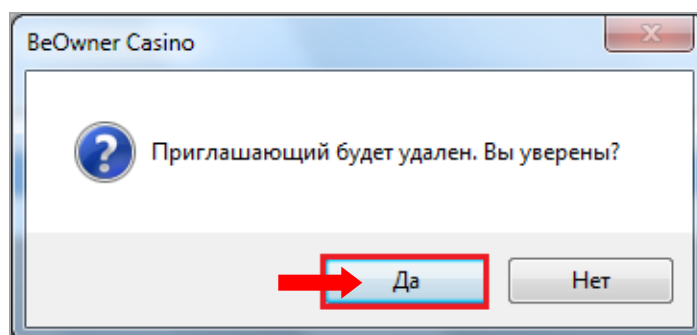 BeOwner Casino
Приглашающий будет удален. Вы уверены?
Да
Нет